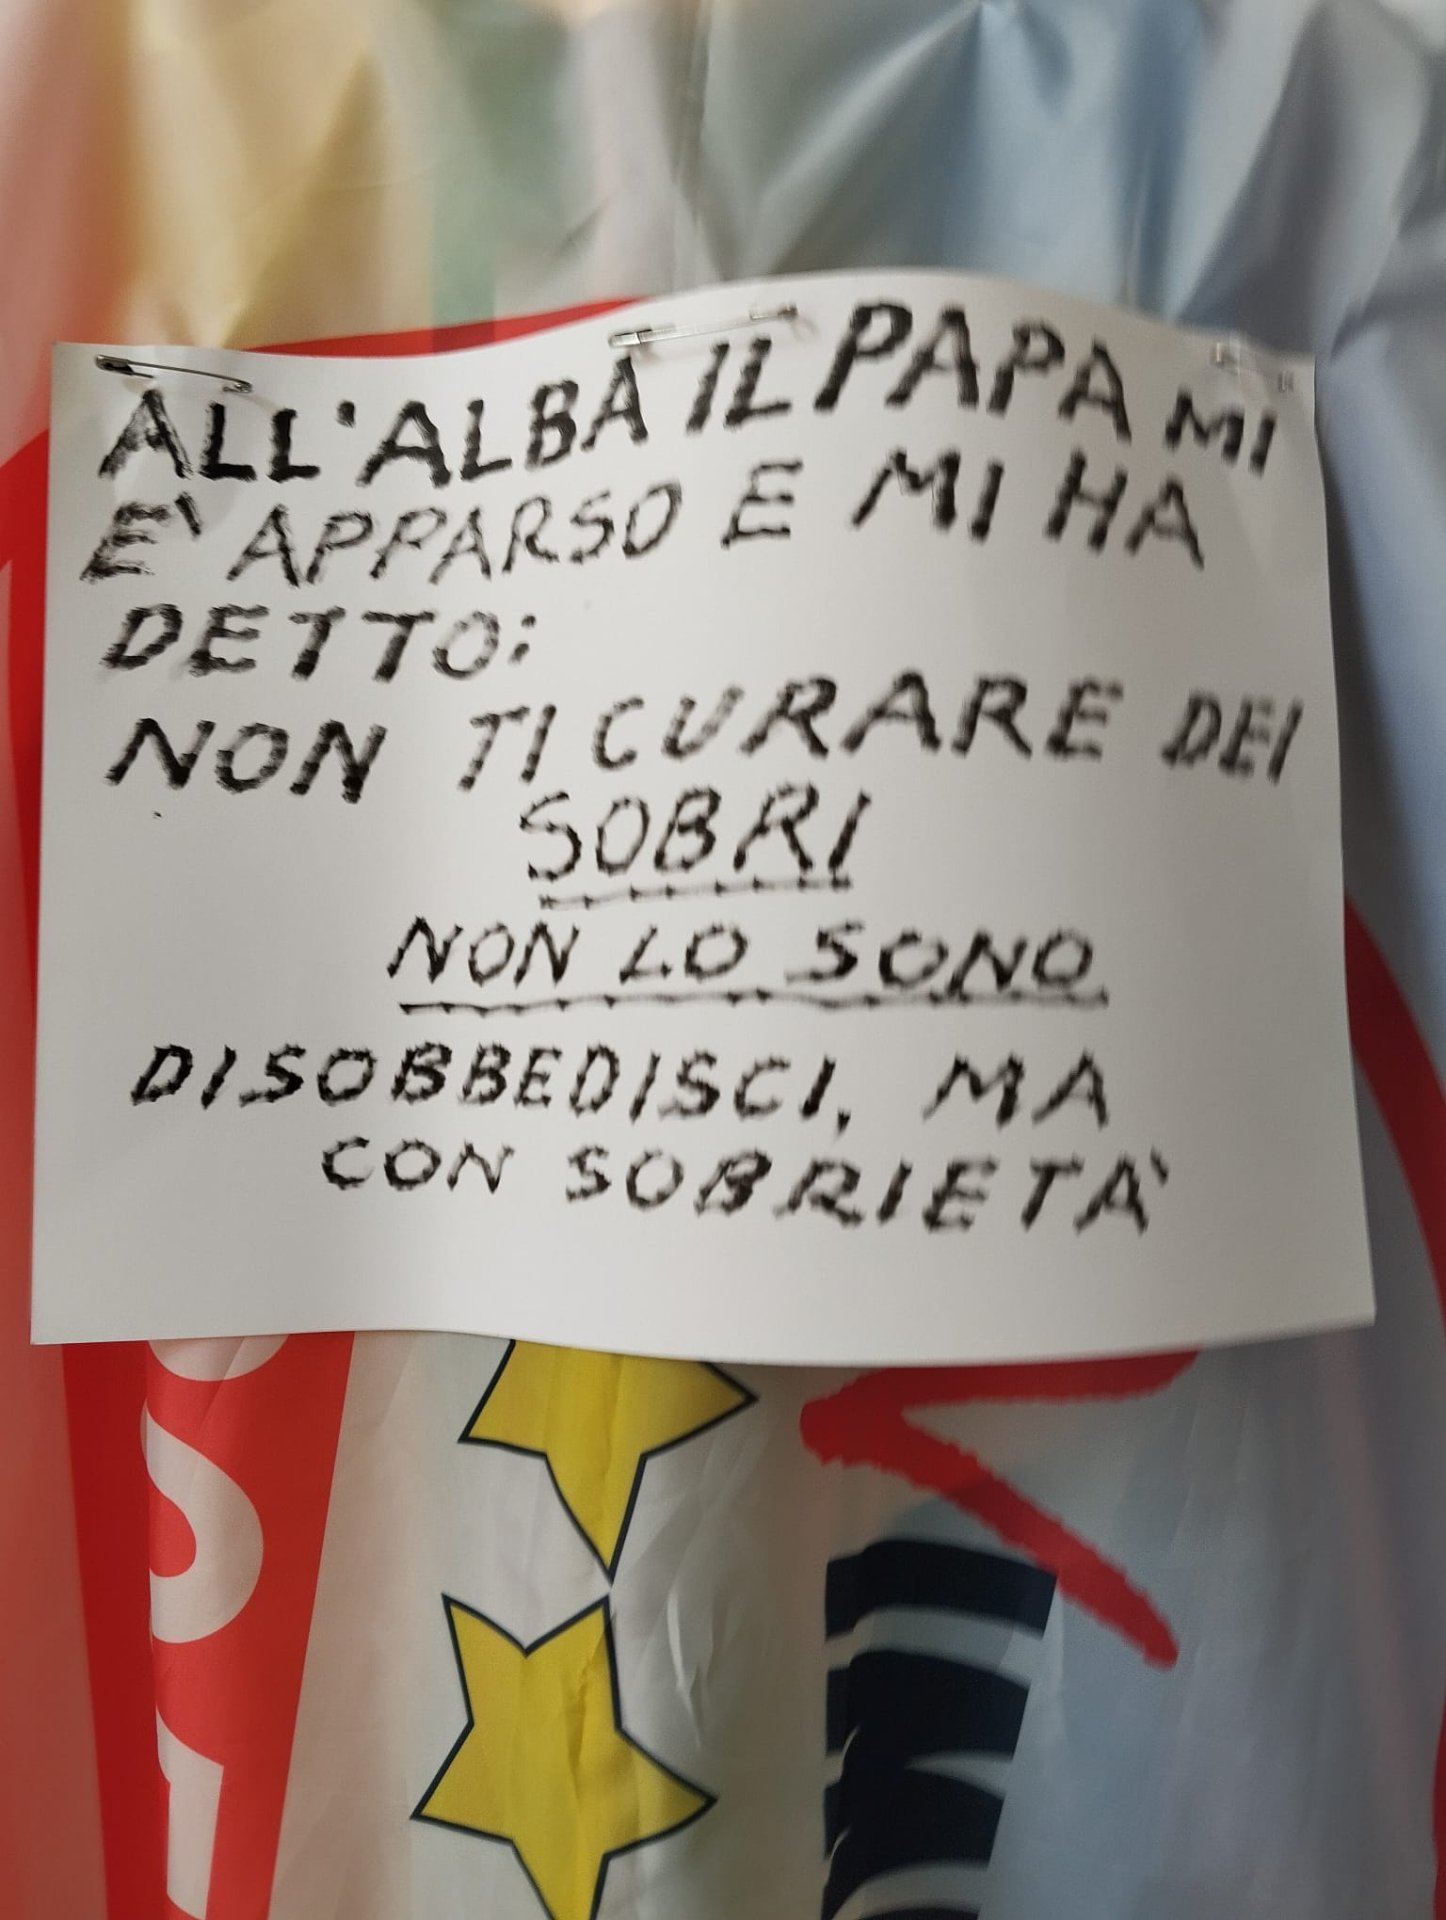 ALL'ALBA IL PAPA MI
E' APPARSO E MI HA
DETTO:
NON TI CURARE DEI
SOBRI
NON LO SONO
DISOBBEDISCI, MA
CON SOBRIETÀ